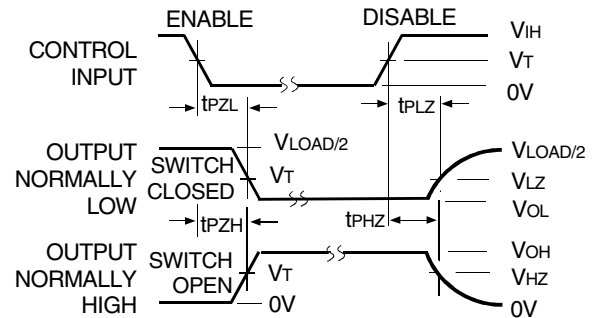 ENABLE DISABLE
CONTROL INPUT
VIH
VT
0V
tPZL tPLZ
OUTPUT NORMALLY LOW
SWITCH CLOSED
VLOAD/2
VT
VLOAD/2
VLZ
VOL
tPZH tPHZ
OUTPUT NORMALLY HIGH
SWITCH OPEN
VT
0V
VOH
VHZ
0V